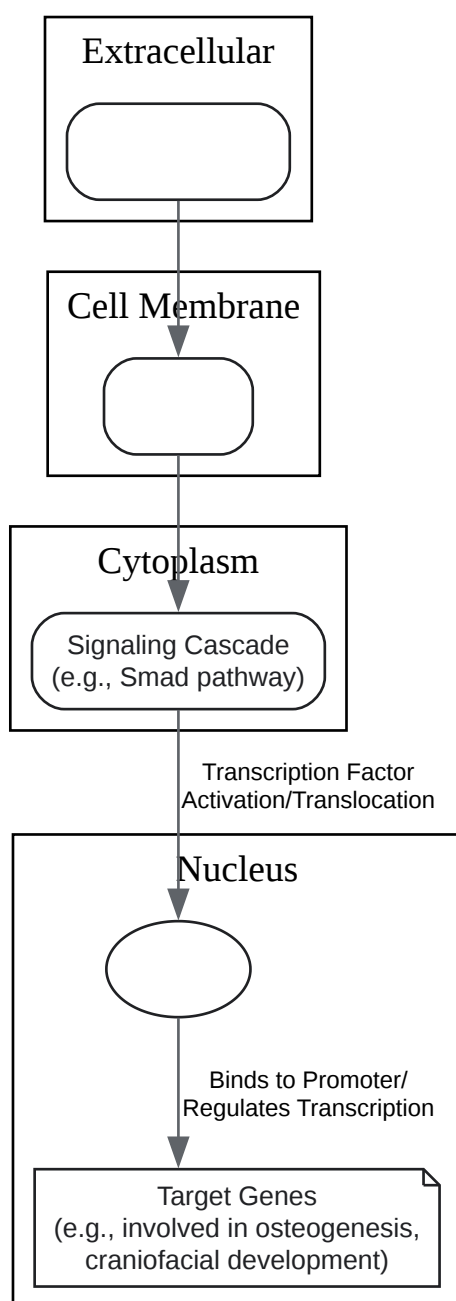 Extracellular
Cell Membrane
Cytoplasm
Signaling Cascade
(e.g., Smad pathway)
Transcription Factor
Activation/Translocation
Nucleus
Binds to Promoter/
Regulates Transcription
Target Genes
(e.g., involved in osteogenesis,
craniofacial development)